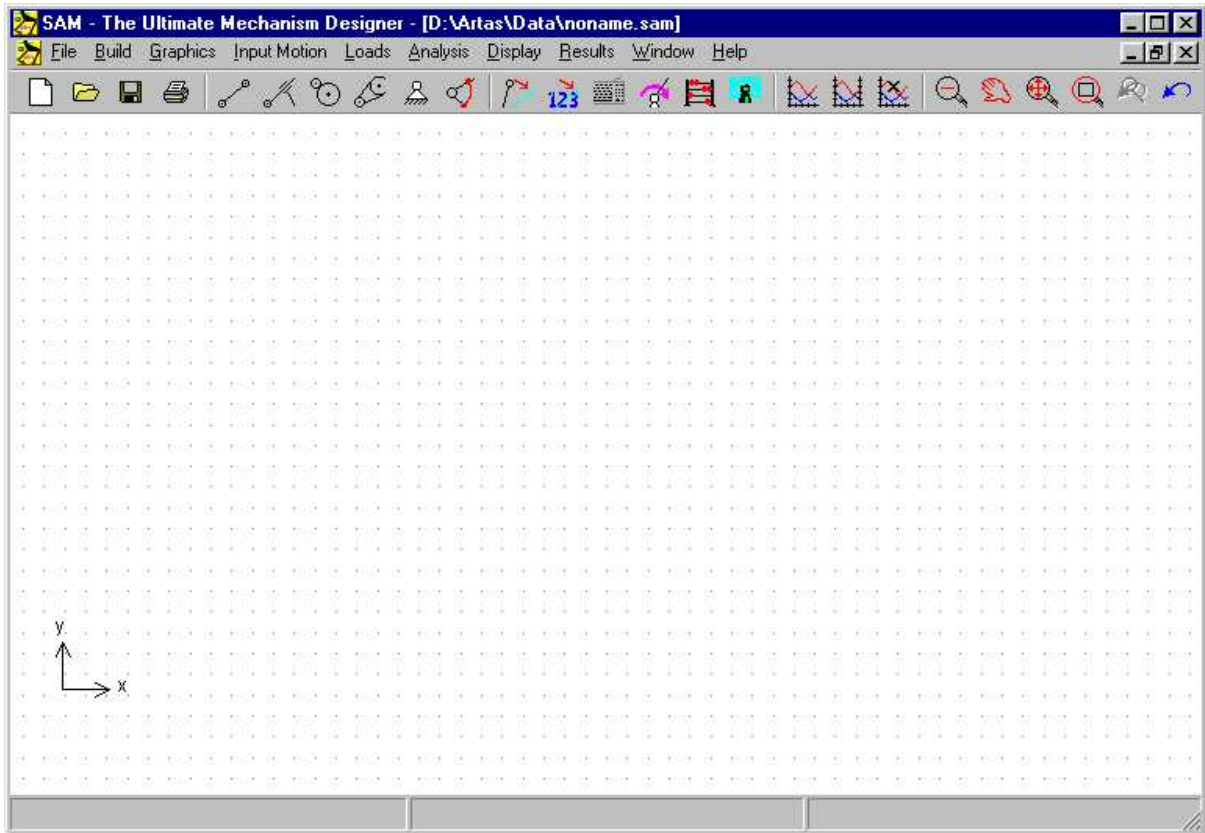 SAM - The Ultimate Mechanism Designer - [D:\Artas\Data\noname.sam]
File Build Graphics Input Motion Loads Analysis Display Results Window Help
123
y
x